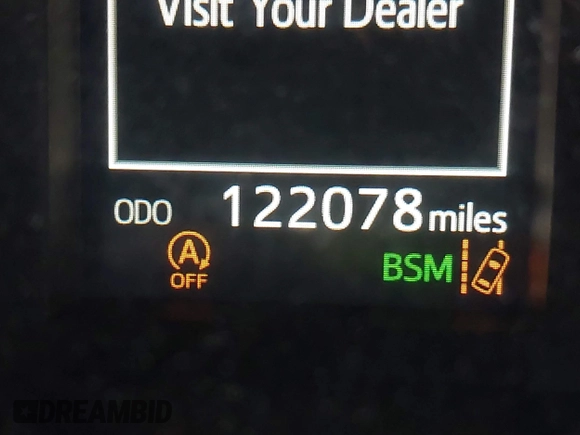 Visit Your Dealer
ODO 122078 miles
A
OFF
BSM
DREAMBID